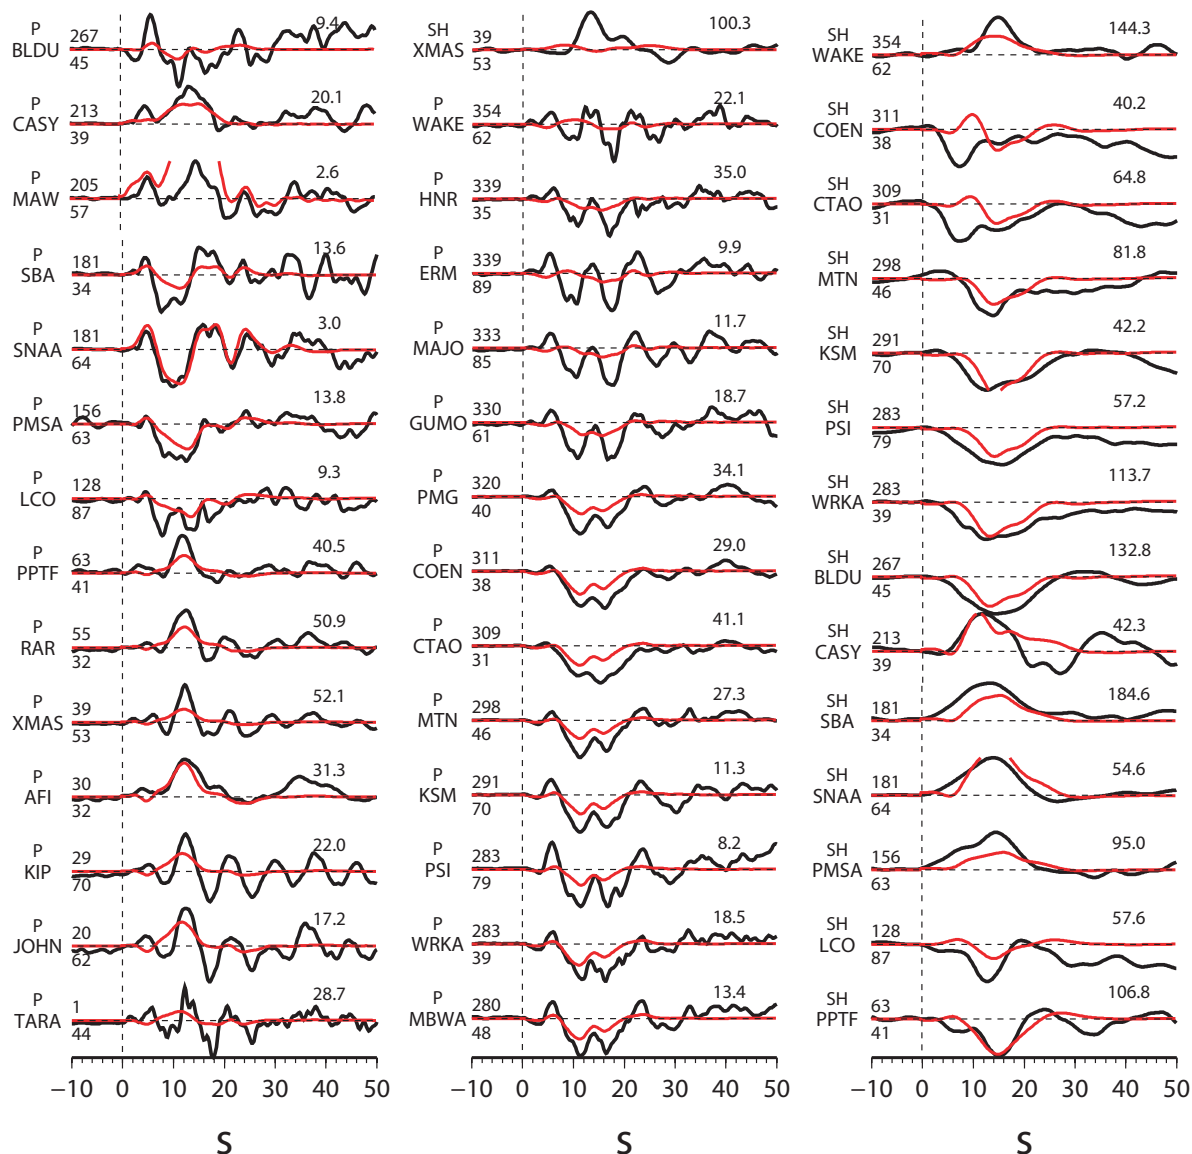 P
BLDU 267 45 9.4
P
CASY 213 39 20.1
P
MAW 205 57 2.6
P
SBA 181 34 13.6
P
SNAA 181 64 3.0
P
PMSA 156 63 13.8
P
LCO 128 87 9.3
P
PPTF 63 41 40.5
P
RAR 55 32 50.9
P
XMAS 39 53 52.1
P
AFI 30 32 31.3
P
KIP 29 70 22.0
P
JOHN 20 62 17.2
P
TARA 1 44 28.7
−10 0 10 20 30 40 50
S
SH
XMAS 39 53 100.3
P
WAKE 354 62 22.1
P
HNR 339 35 35.0
P
ERM 339 89 9.9
P
MAJO 333 85 11.7
P
GUMO 330 61 18.7
P
PMG 320 40 34.1
P
COEN 311 38 29.0
P
CTAO 309 31 41.1
P
MTN 298 46 27.3
P
KSM 291 70 11.3
P
PSI 283 79 8.2
P
WRKA 283 39 18.5
P
MBWA 280 48 13.4
−10 0 10 20 30 40 50
SH
WAKE 354 62 144.3
SH
COEN 311 38 40.2
SH
CTAO 309 31 64.8
SH
MTN 298 46 81.8
SH
KSM 291 70 42.2
SH
PSI 283 79 57.2
SH
WRKA 283 39 113.7
SH
BLDU 267 45 132.8
SH
CASY 213 39 42.3
SH
SBA 181 34 184.6
SH
SNAA 181 64 54.6
SH
PMSA 156 63 95.0
SH
LCO 128 87 57.6
SH
PPTF 63 41 106.8
−10 0 10 20 30 40 50
S